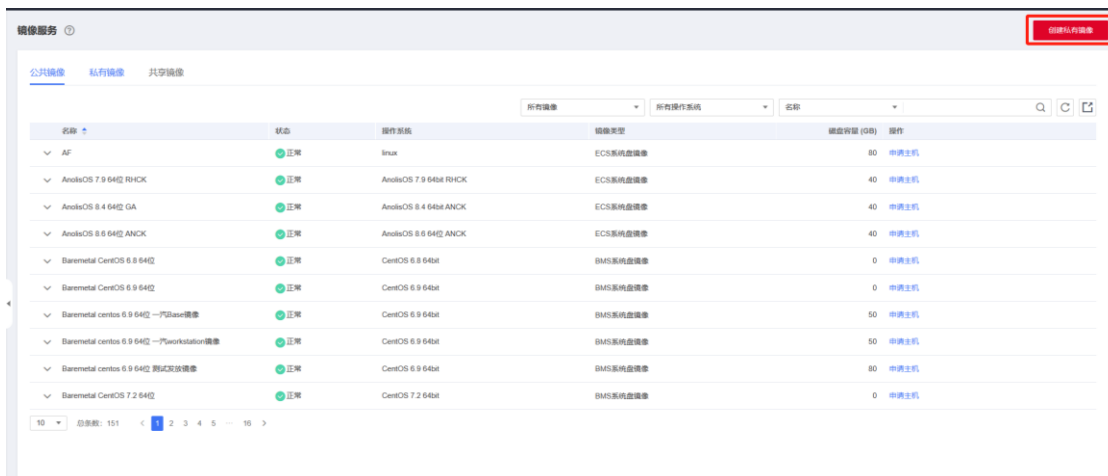 镜像服务
创建私有镜像
公共镜像 私有镜像 共享镜像
所有镜像 所有操作系统 名称
名称 状态 操作系统 镜像类型 磁盘容量 (GB) 操作
AF 正常 linux ECS系统盘镜像 80 申请主机
AnolisOS 7.9 64位 RHCK 正常 AnolisOS 7.9 64bit RHCK ECS系统盘镜像 40 申请主机
AnolisOS 8.4 64位 GA 正常 AnolisOS 8.4 64bit ANCK ECS系统盘镜像 40 申请主机
AnolisOS 8.6 64位 ANCK 正常 AnolisOS 8.6 64位 ANCK ECS系统盘镜像 40 申请主机
Baremetal CentOS 6.8 64位 正常 CentOS 6.8 64bit BMS系统盘镜像 0 申请主机
Baremetal CentOS 6.9 64位 正常 CentOS 6.9 64bit BMS系统盘镜像 0 申请主机
Baremetal centos 6.9 64位 一汽Base镜像 正常 CentOS 6.9 64bit BMS系统盘镜像 50 申请主机
Baremetal centos 6.9 64位 一汽workstation镜像 正常 CentOS 6.9 64bit BMS系统盘镜像 50 申请主机
Baremetal centos 6.9 64位 测试发放镜像 正常 CentOS 6.9 64bit BMS系统盘镜像 80 申请主机
Baremetal CentOS 7.2 64位 正常 CentOS 7.2 64bit BMS系统盘镜像 0 申请主机
10 总条数: 151 < 1 2 3 4 5 … 16 >